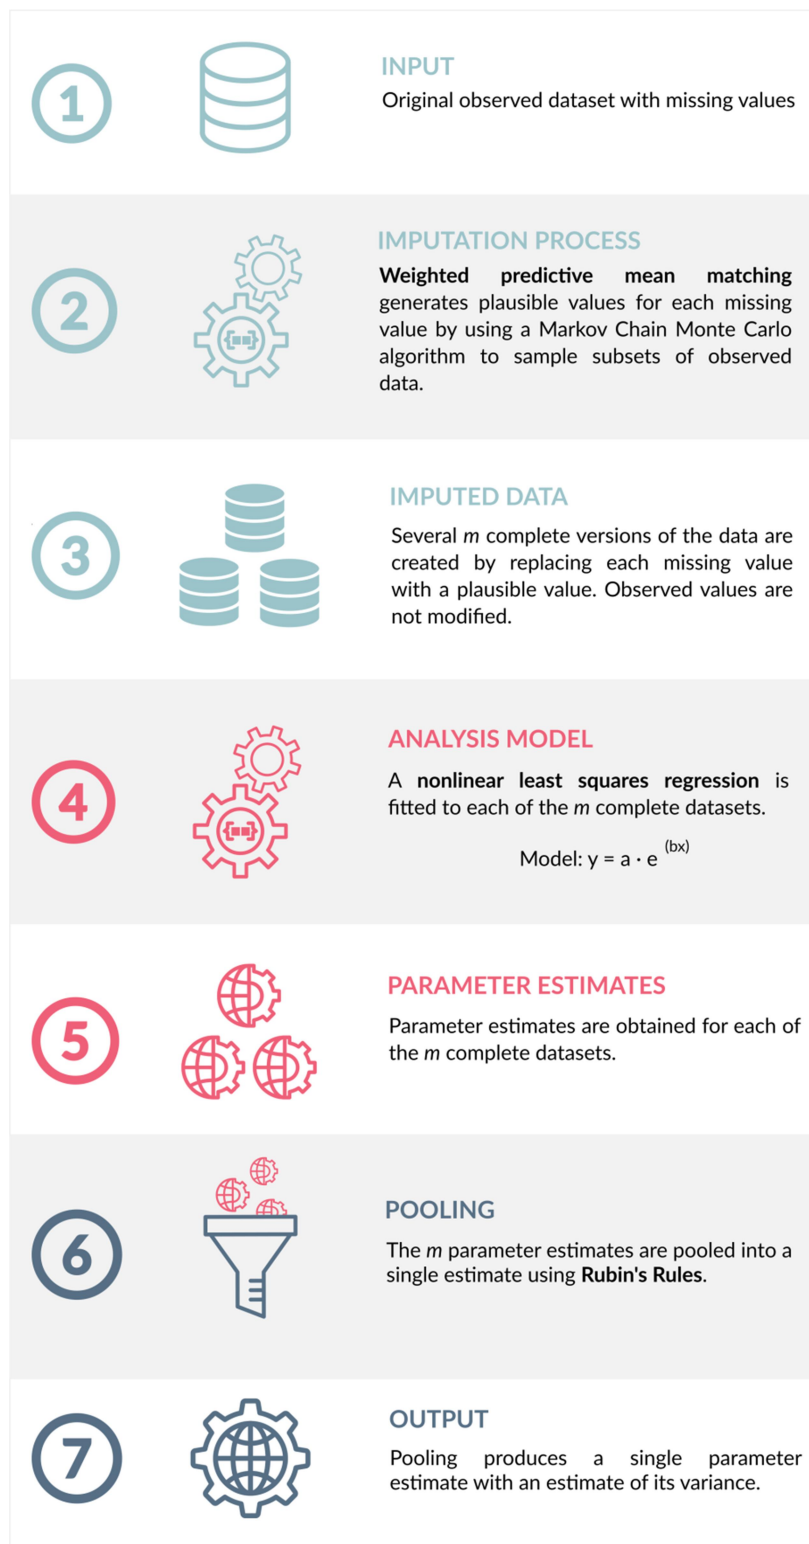 1
INPUT
Original observed dataset with missing values
2
IMPUTATION PROCESS
Weighted predictive mean matching
generates plausible values for each missing
value by using a Markov Chain Monte Carlo
algorithm to sample subsets of observed
data.
3
IMPUTED DATA
Several m complete versions of the data are
created by replacing each missing value
with a plausible value. Observed values are
not modified.
4
ANALYSIS MODEL
A nonlinear least squares regression is
fitted to each of the m complete datasets.
Model: y = a · e (bx)
5
PARAMETER ESTIMATES
Parameter estimates are obtained for each of
the m complete datasets.
6
POOLING
The m parameter estimates are pooled into a
single estimate using Rubin's Rules.
7
OUTPUT
Pooling produces a single parameter
estimate with an estimate of its variance.